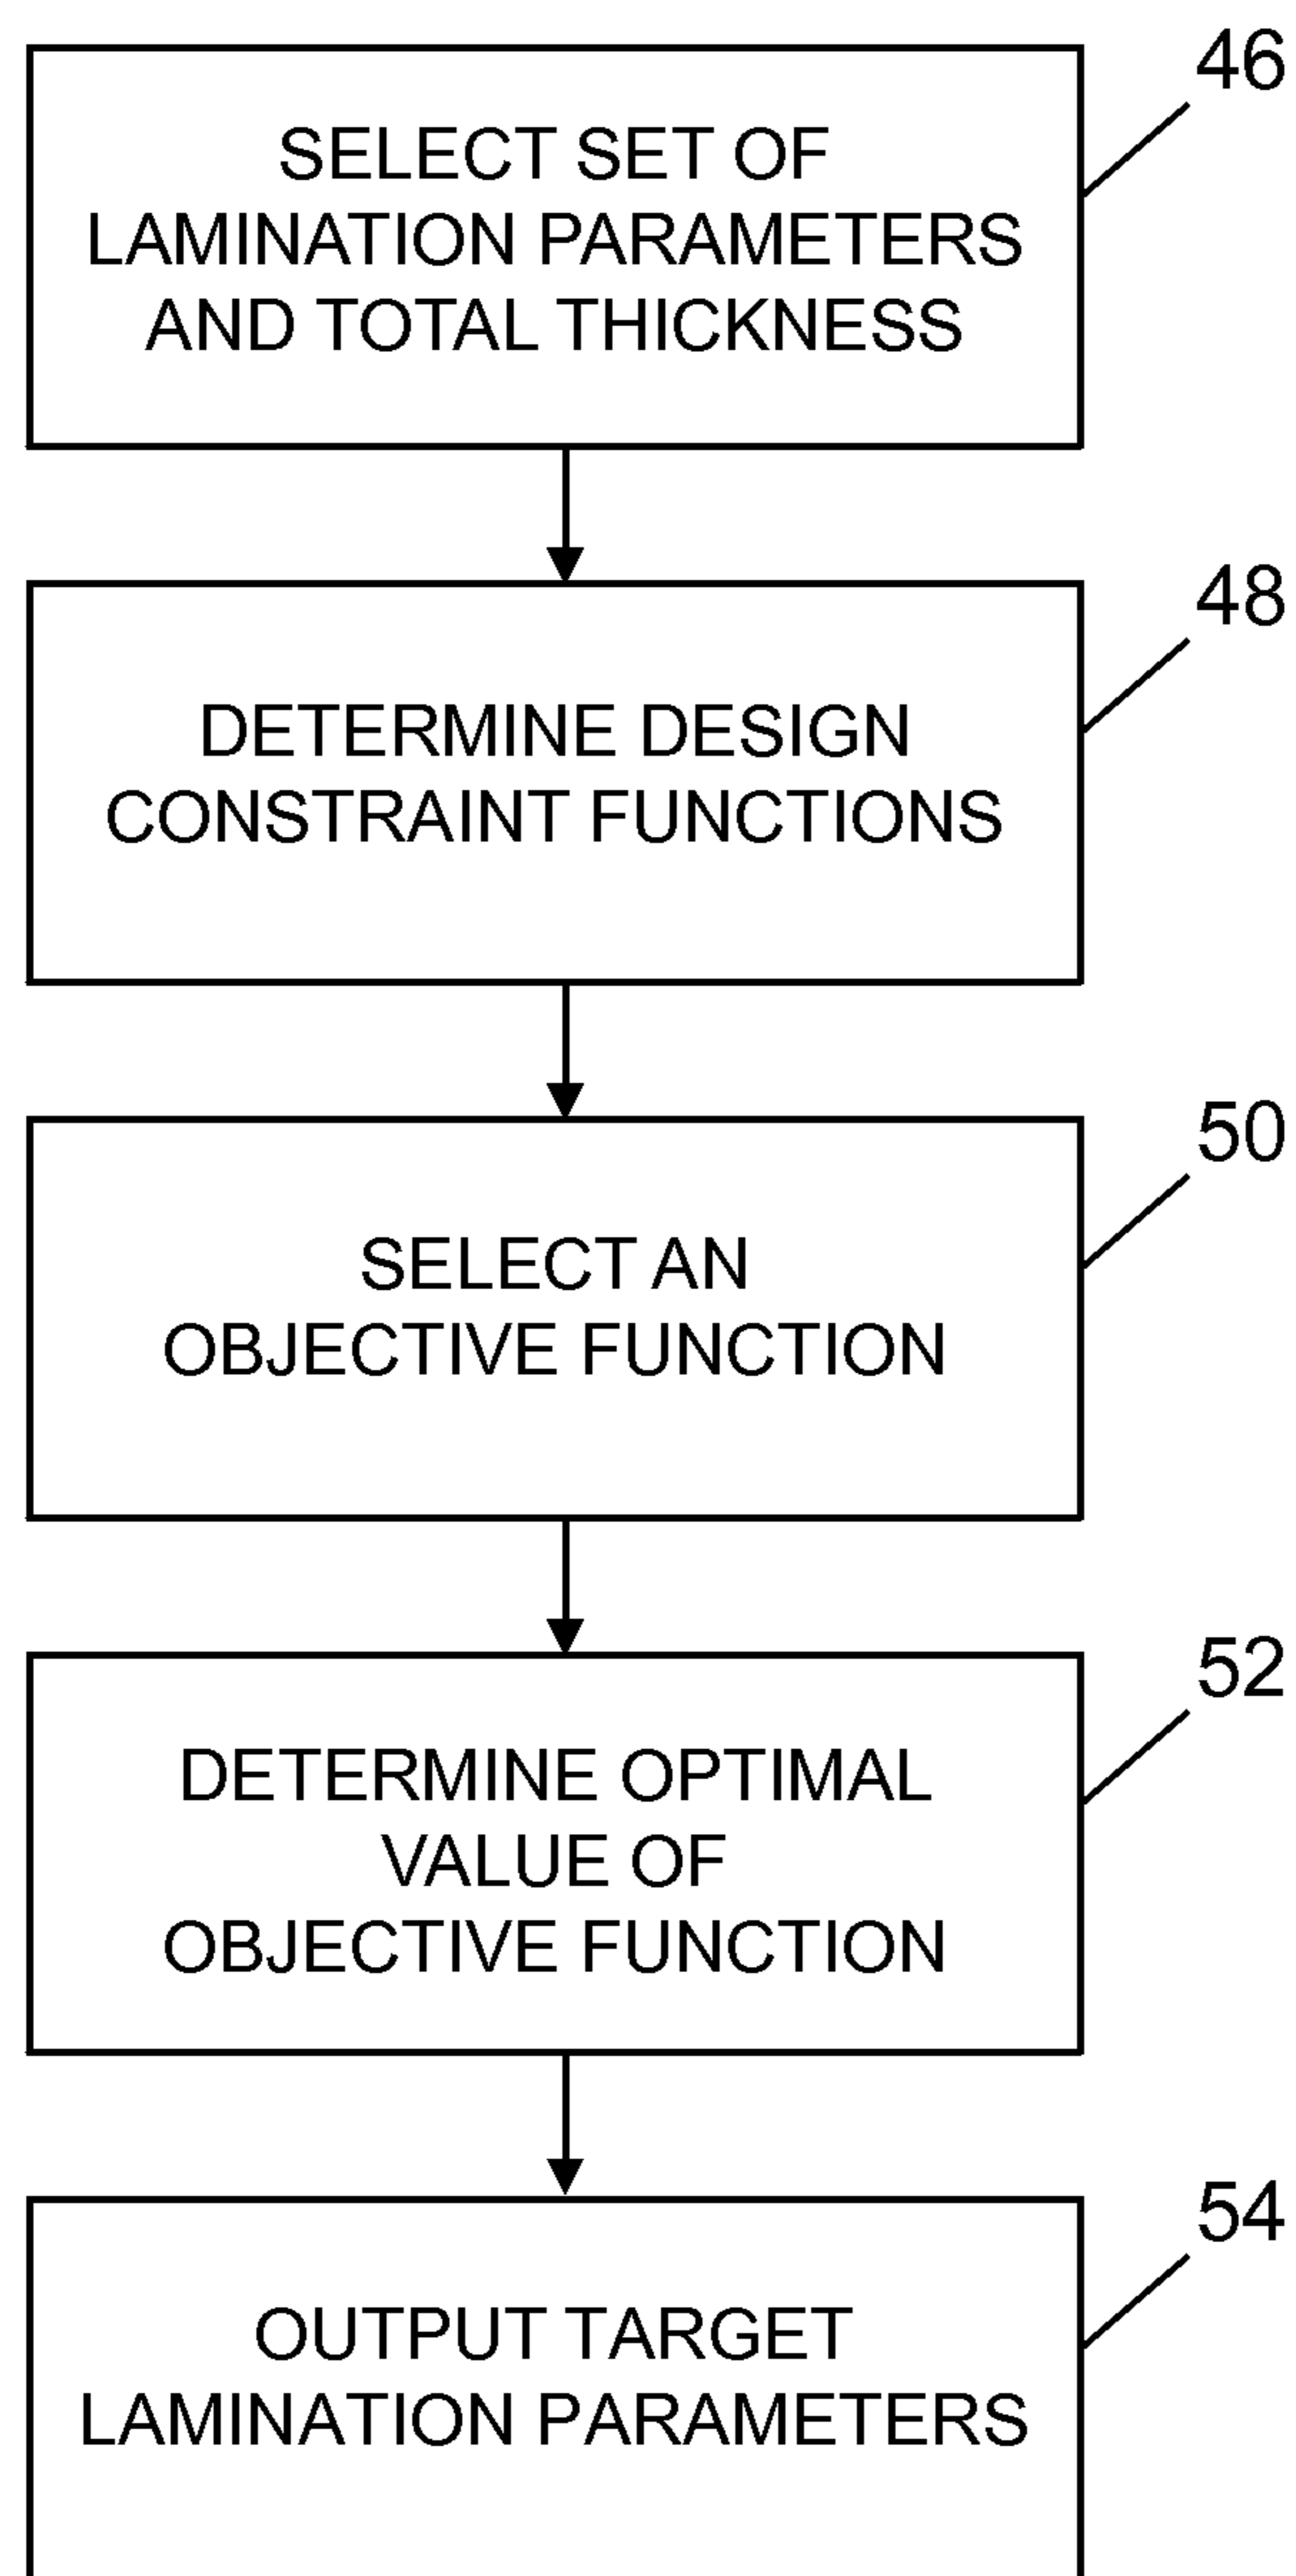 46
SELECT SET OF
LAMINATION PARAMETERS
AND TOTAL THICKNESS
48
DETERMINE DESIGN
CONSTRAINT FUNCTIONS
50
SELECT AN
OBJECTIVE FUNCTION
52
DETERMINE OPTIMAL
VALUE OF
OBJECTIVE FUNCTION
54
OUTPUT TARGET
LAMINATION PARAMETERS